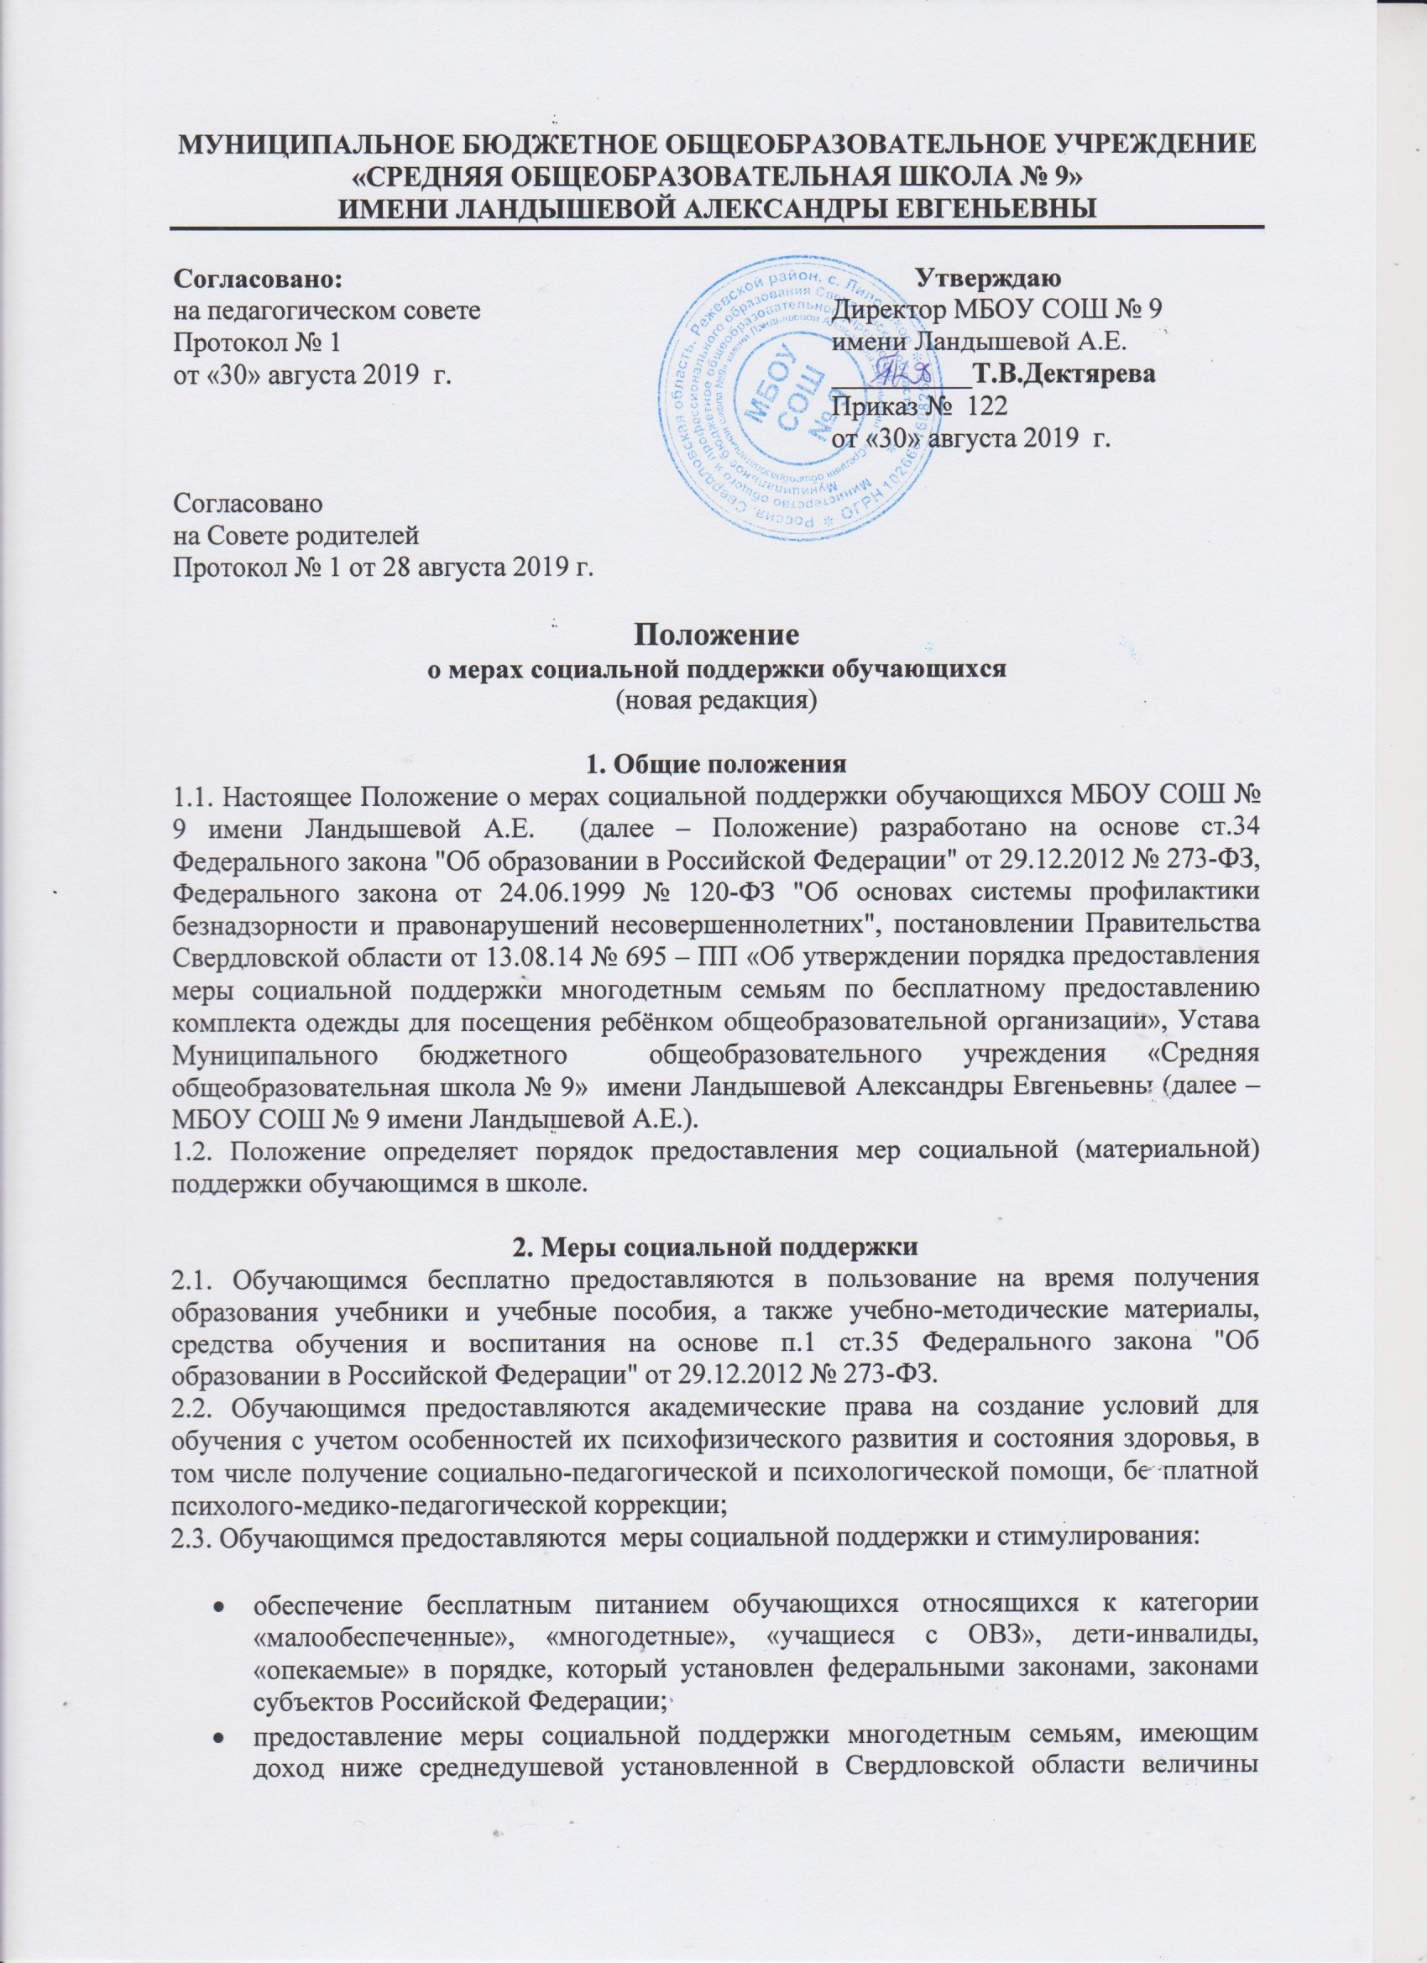 МУНИЦИПАЛЬНОЕ БЮДЖЕТНОЕ ОБЩЕОБРАЗОВАТЕЛЬНОЕ УЧРЕЖДЕНИЕ
«СРЕДНЯЯ ОБЩЕОБРАЗОВАТЕЛЬНАЯ ШКОЛА № 9»
ИМЕНИ ЛАНДЫШЕВОЙ АЛЕКСАНДРЫ ЕВГЕНЬЕВНЫ
Согласовано:
на педагогическом совете
Протокол № 1
от «30» августа 2019 г.
Утверждаю
Директор МБОУ СОШ № 9
имени Ландышевой А.Е.
__________Т.В.Дектярева
Приказ № 122
от «30» августа 2019 г.
МБОУ
СОШ
№ 9
Согласовано
на Совете родителей
Протокол № 1 от 28 августа 2019 г.
Положение
о мерах социальной поддержки обучающихся
(новая редакция)
1. Общие положения
1.1. Настоящее Положение о мерах социальной поддержки обучающихся МБОУ СОШ №
9 имени Ландышевой А.Е. (далее – Положение) разработано на основе ст.34
Федерального закона "Об образовании в Российской Федерации" от 29.12.2012 № 273-ФЗ,
Федерального закона от 24.06.1999 № 120-ФЗ "Об основах системы профилактики
безнадзорности и правонарушений несовершеннолетних", постановлении Правительства
Свердловской области от 13.08.14 № 695 – ПП «Об утверждении порядка предоставления
меры социальной поддержки многодетным семьям по бесплатному предоставлению
комплекта одежды для посещения ребёнком общеобразовательной организации», Устава
Муниципального бюджетного общеобразовательного учреждения «Средняя
общеобразовательная школа № 9» имени Ландышевой Александры Евгеньевны (далее –
МБОУ СОШ № 9 имени Ландышевой А.Е.).
1.2. Положение определяет порядок предоставления мер социальной (материальной)
поддержки обучающимся в школе.
2. Меры социальной поддержки
2.1. Обучающимся бесплатно предоставляются в пользование на время получения
образования учебники и учебные пособия, а также учебно-методические материалы,
средства обучения и воспитания на основе п.1 ст.35 Федерального закона "Об
образовании в Российской Федерации" от 29.12.2012 № 273-ФЗ.
2.2. Обучающимся предоставляются академические права на создание условий для
обучения с учетом особенностей их психофизического развития и состояния здоровья, в
том числе получение социально-педагогической и психологической помощи, бесплатной
психолого-медико-педагогической коррекции;
2.3. Обучающимся предоставляются меры социальной поддержки и стимулирования:
• обеспечение бесплатным питанием обучающихся относящихся к категории
«малообеспеченные», «многодетные», «учащиеся с ОВЗ», дети-инвалиды,
«опекаемые» в порядке, который установлен федеральными законами, законами
субъектов Российской Федерации;
• предоставление меры социальной поддержки многодетным семьям, имеющим
доход ниже среднедушевой установленной в Свердловской области величины